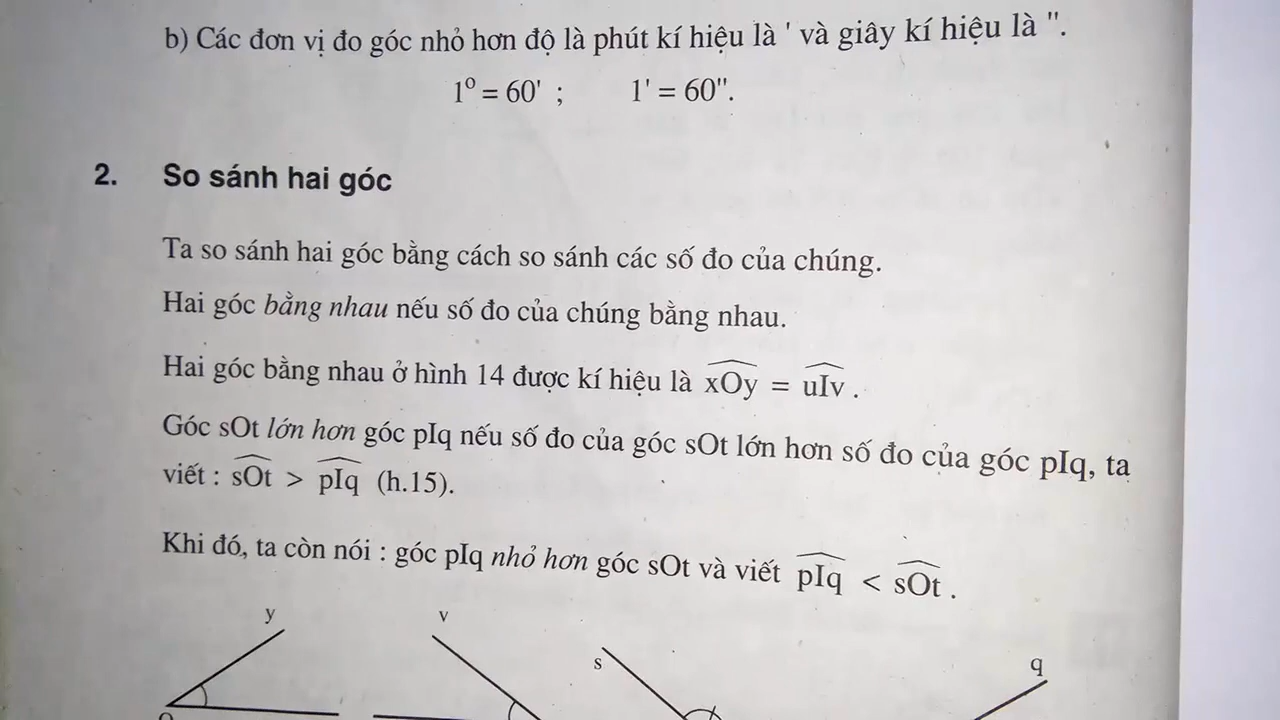 b) Các đơn vị đo góc nhỏ hơn độ là phút kí hiệu là ' và giây kí hiệu là ".
1° = 60' ; 1' = 60".
2. So sánh hai góc
Ta so sánh hai góc bằng cách so sánh các số đo của chúng.
Hai góc bằng nhau nếu số đo của chúng bằng nhau.
Hai góc bằng nhau ở hình 14 được kí hiệu là xOy = uIv .
Góc sOt lớn hơn góc pIq nếu số đo của góc sOt lớn hơn số đo của góc pIq, ta
viết : sOt > pIq (h.15).
Khi đó, ta còn nói : góc pIq nhỏ hơn góc sOt và viết pIq < sOt .
y v s q